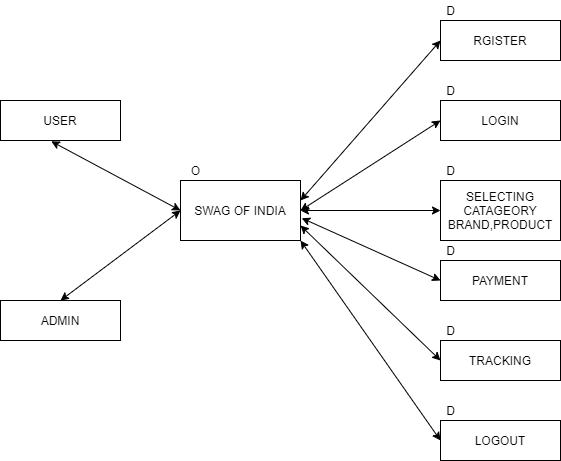 D
RGISTER
D
LOGIN
USER
D
O
SELECTING
CATAGEORY
BRAND,PRODUCT
SWAG OF INDIA
D
PAYMENT
ADMIN
D
TRACKING
D
LOGOUT